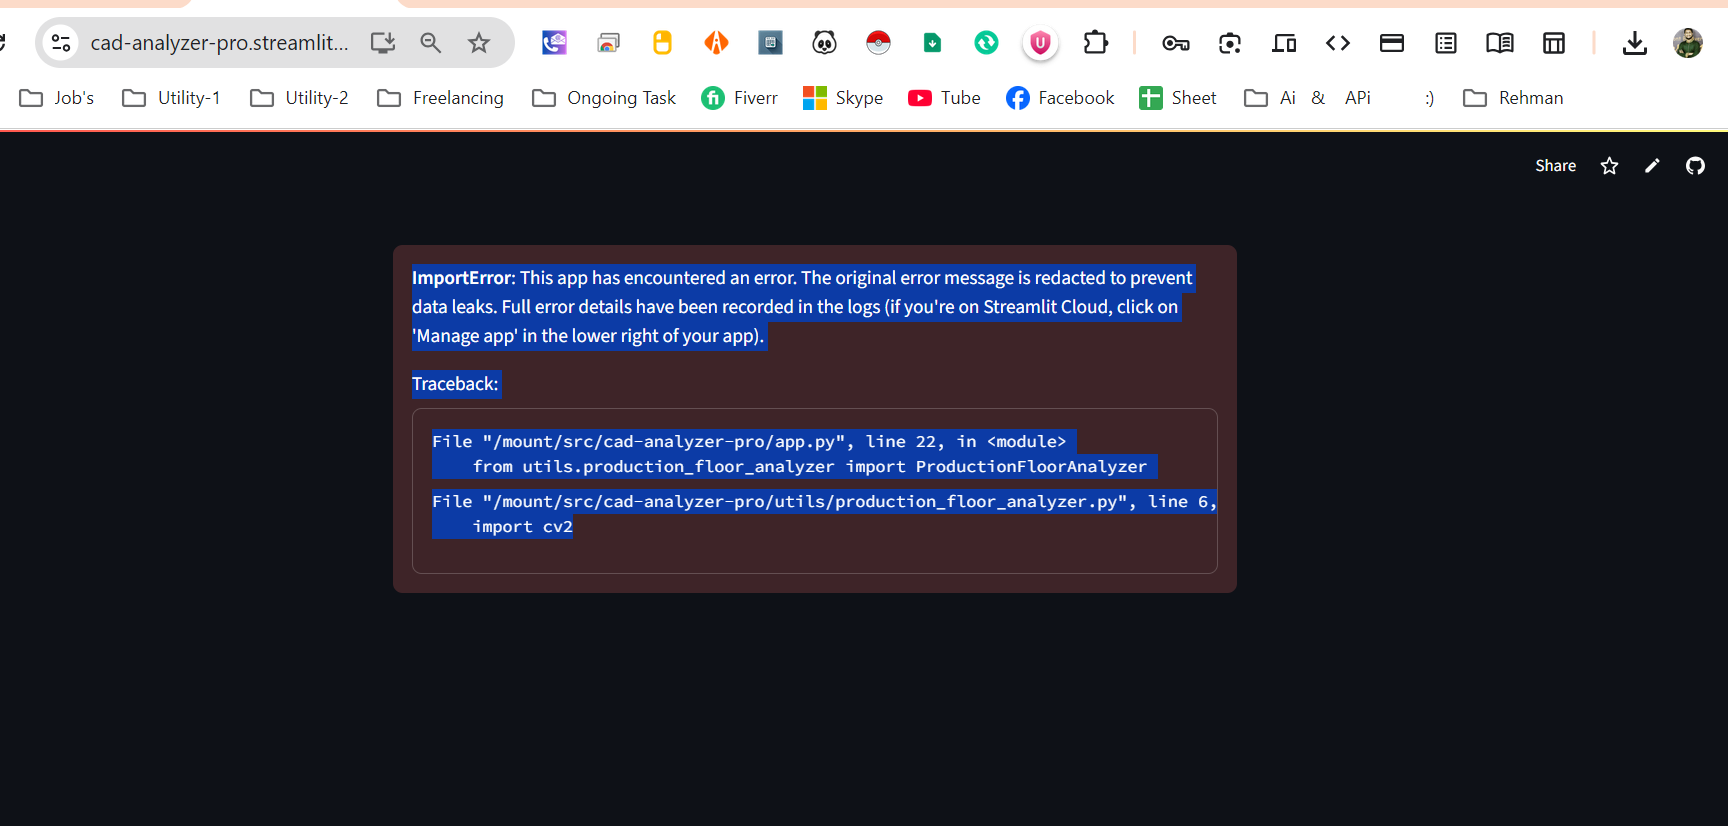 cad-analyzer-pro.streamlit...
Job's
Utility-1
Utility-2
Freelancing
Ongoing Task
Fiverr
Skype
Tube
Facebook
Sheet
Ai & APi :)
Rehman
Share
ImportError: This app has encountered an error. The original error message is redacted to prevent
data leaks. Full error details have been recorded in the logs (if you're on Streamlit Cloud, click on
'Manage app' in the lower right of your app).
Traceback:
File "/mount/src/cad-analyzer-pro/app.py", line 22, in <module>
from utils.production_floor_analyzer import ProductionFloorAnalyzer
File "/mount/src/cad-analyzer-pro/utils/production_floor_analyzer.py", line 6,
import cv2